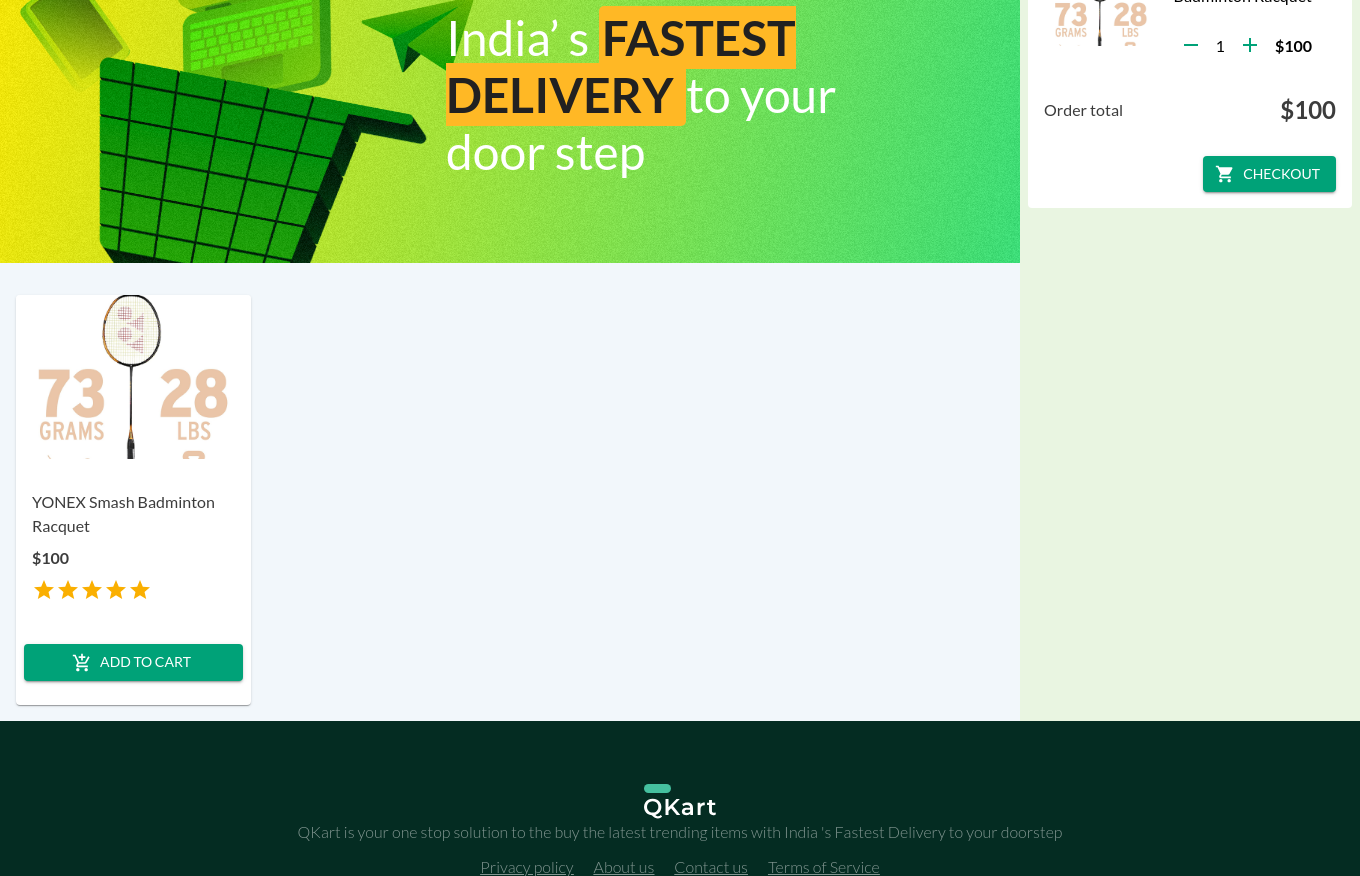 India’ s FASTEST
DELIVERY to your
door step
73 28
GRAMS LBS
Badminton Racquet
1 $100
Order total $100
CHECKOUT
73 28
GRAMS LBS
YONEX Smash Badminton
Racquet
$100
ADD TO CART
QKart
QKart is your one stop solution to the buy the latest trending items with India 's Fastest Delivery to your doorstep
Privacy policy About us Contact us Terms of Service